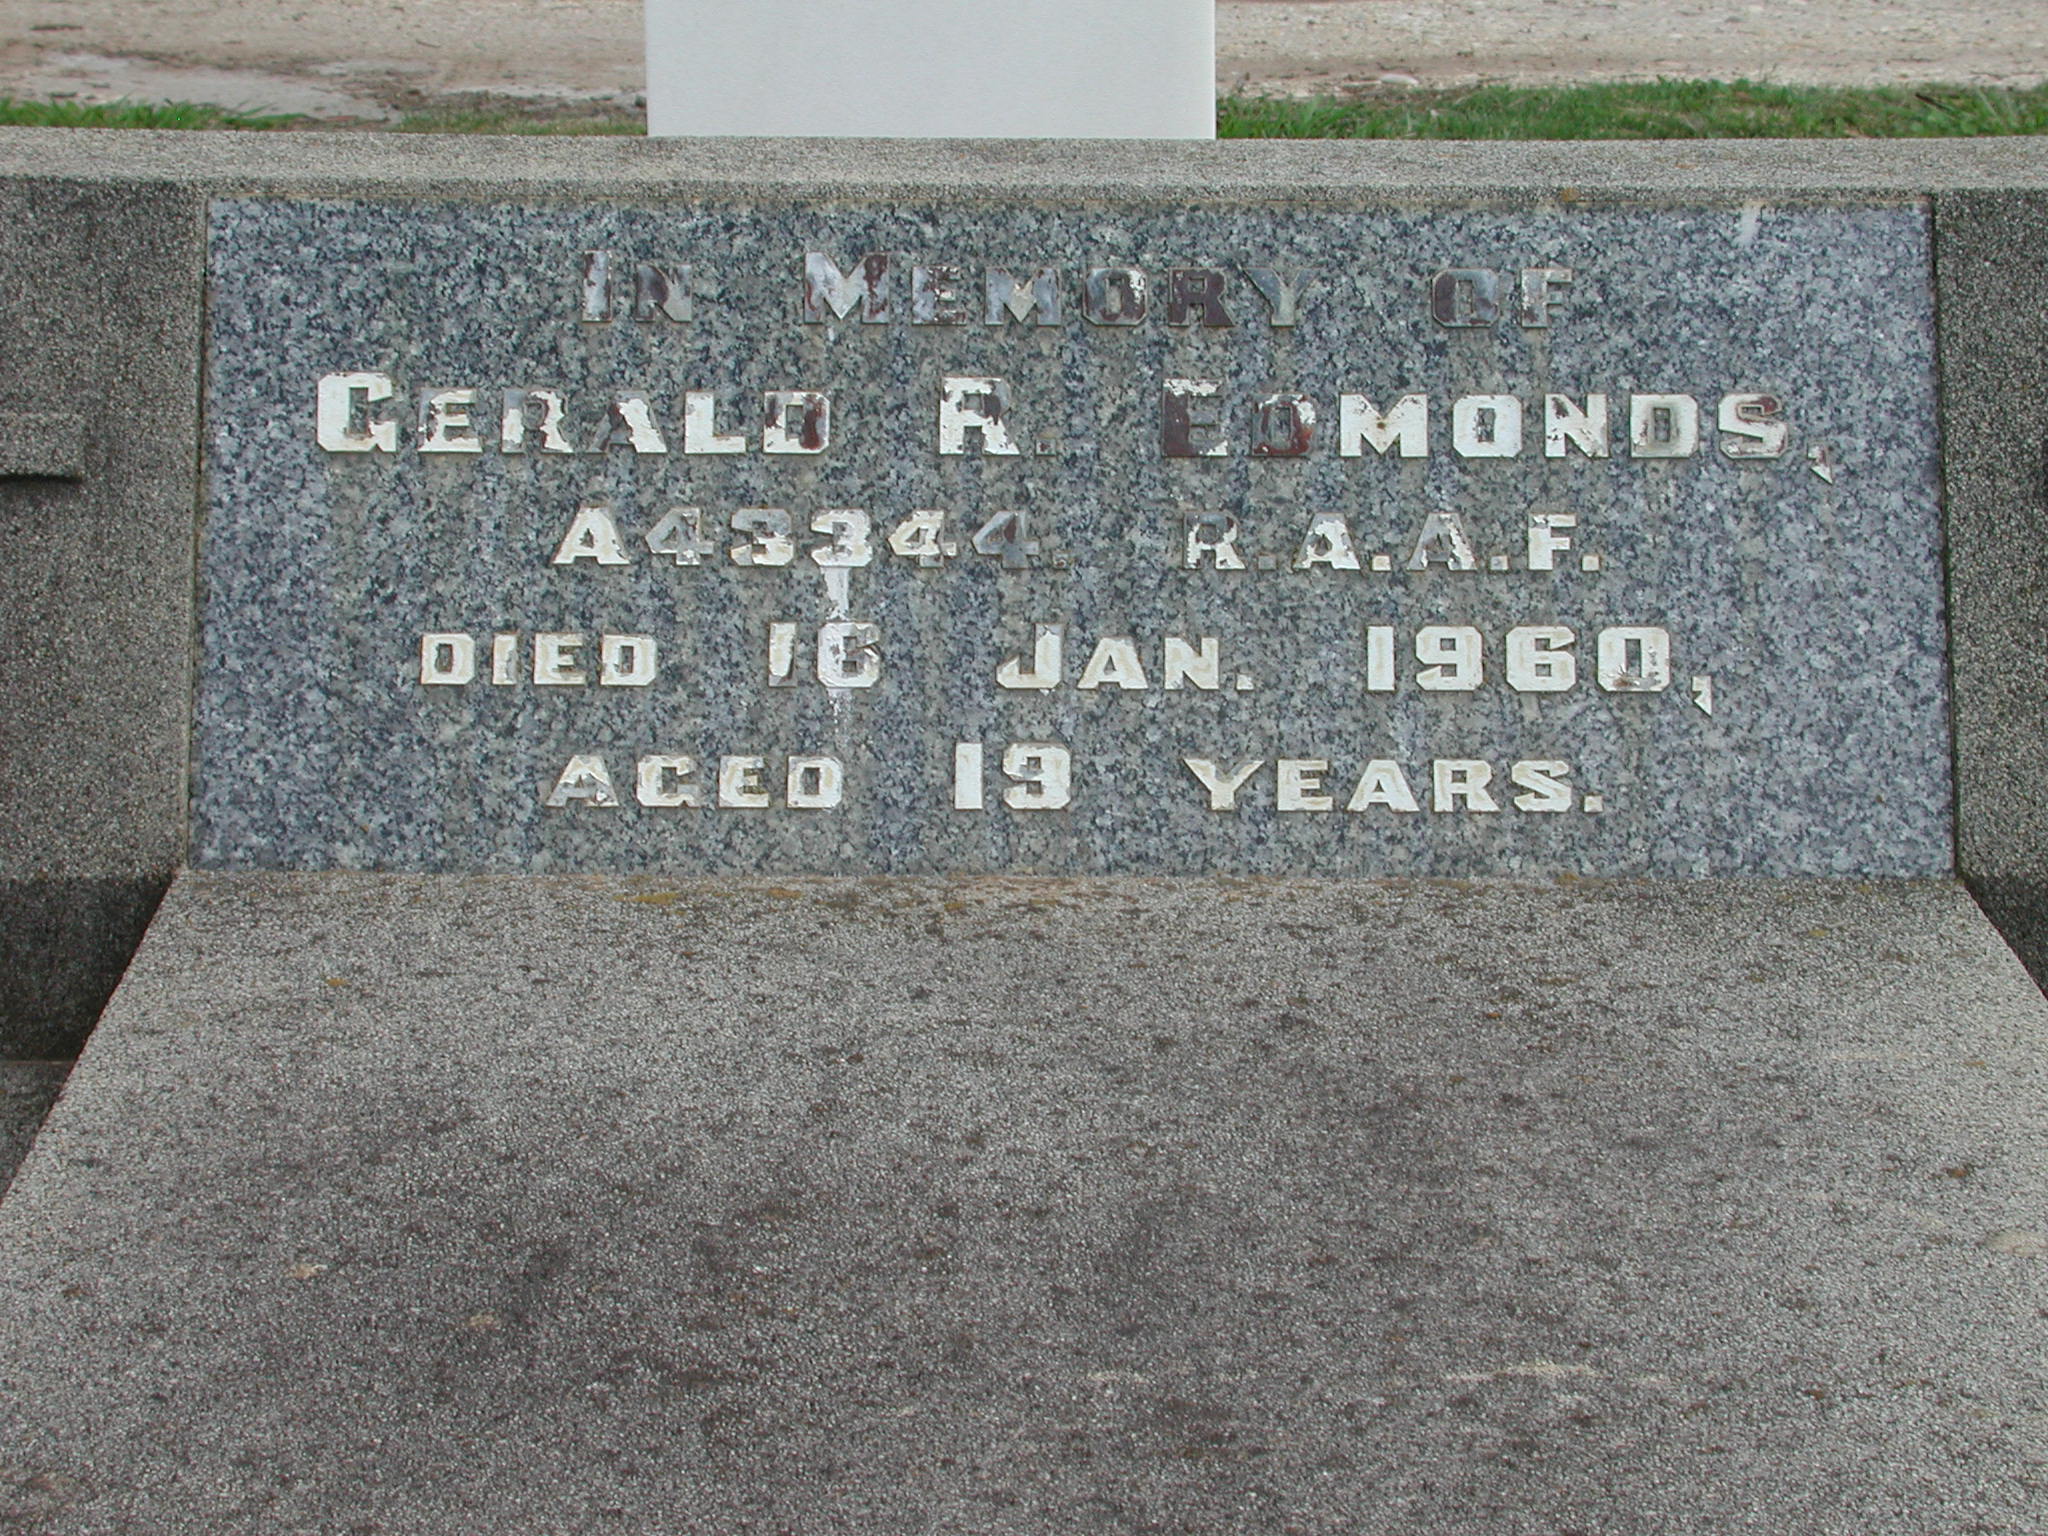 IN MEMORY OF
GERALD R. EDMONDS,
A43344. R.A.A.F.
DIED 16 JAN. 1960,
AGED 19 YEARS.